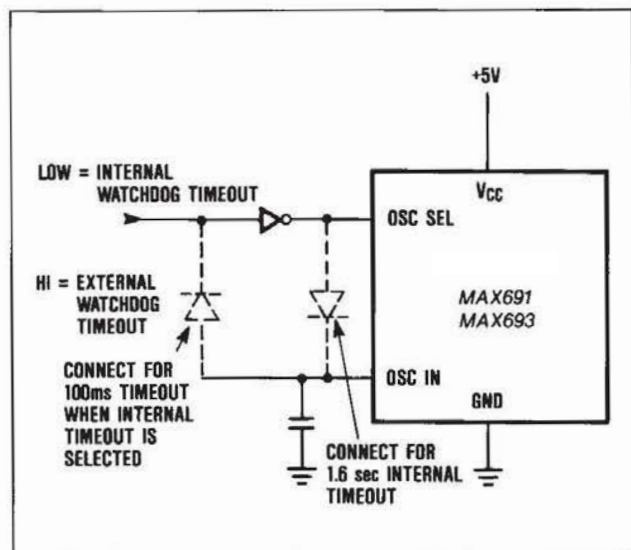 +5V
LOW = INTERNAL
WATCHDOG TIMEOUT
VCC
OSC SEL
HI = EXTERNAL
WATCHDOG
TIMEOUT
MAX691
MAX693
CONNECT FOR
100ms TIMEOUT
WHEN INTERNAL
TIMEOUT IS
SELECTED
OSC IN
GND
CONNECT FOR
1.6 sec INTERNAL
TIMEOUT